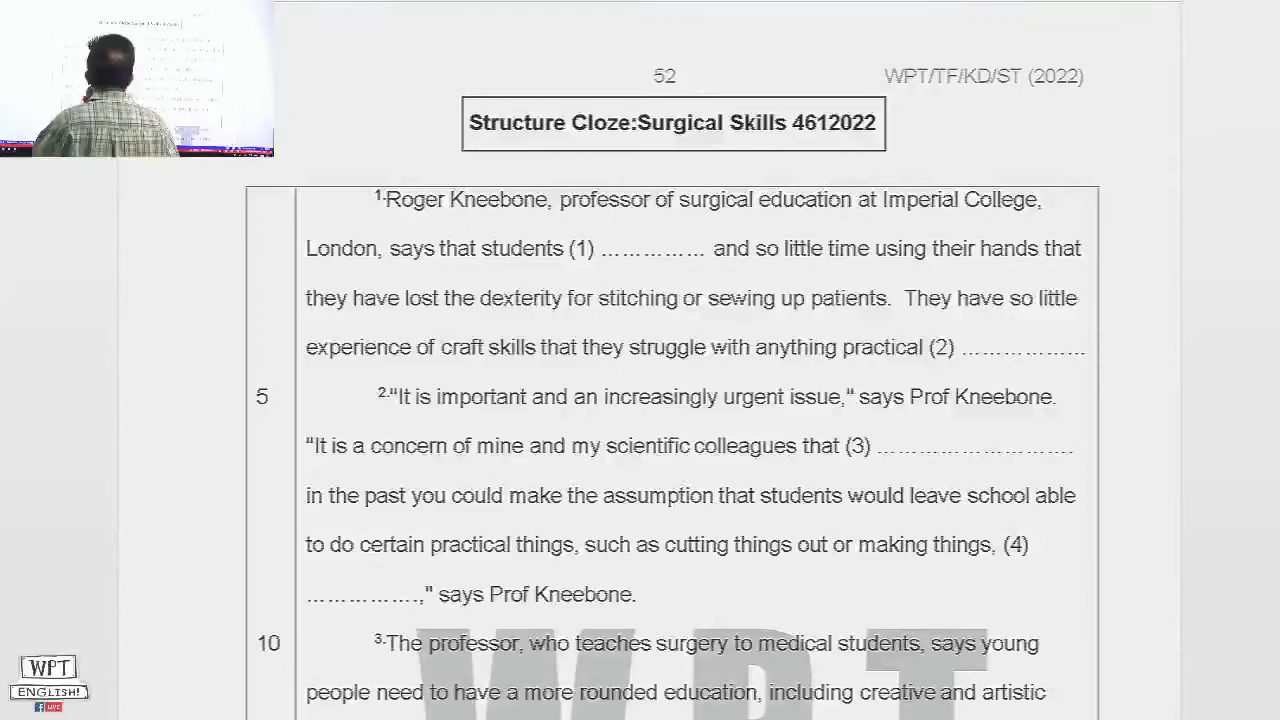 52
WPT/TF/KD/ST (2022)
Structure Cloze:Surgical Skills 4612022
1.Roger Kneebone, professor of surgical education at Imperial College,
London, says that students (1) …………… and so little time using their hands that
they have lost the dexterity for stitching or sewing up patients. They have so little
experience of craft skills that they struggle with anything practical (2) ………………
5 2."It is important and an increasingly urgent issue," says Prof Kneebone.
"It is a concern of mine and my scientific colleagues that (3) ……………………….
in the past you could make the assumption that students would leave school able
to do certain practical things, such as cutting things out or making things, (4)
…………….," says Prof Kneebone.
10 3.The professor, who teaches surgery to medical students, says young
people need to have a more rounded education, including creative and artistic
WPT
WPT
ENGLISH!
LIVE